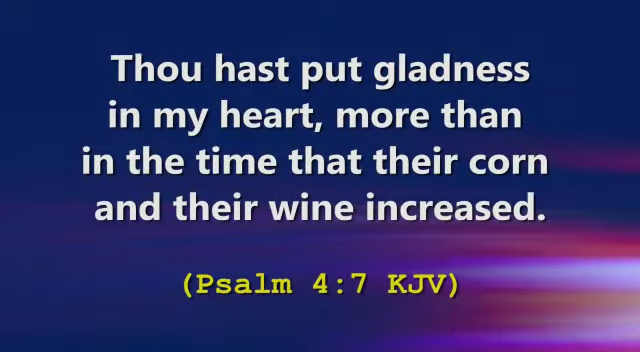 Thou hast put gladness
in my heart, more than
in the time that their corn
and their wine increased.
(Psalm 4:7 KJV)